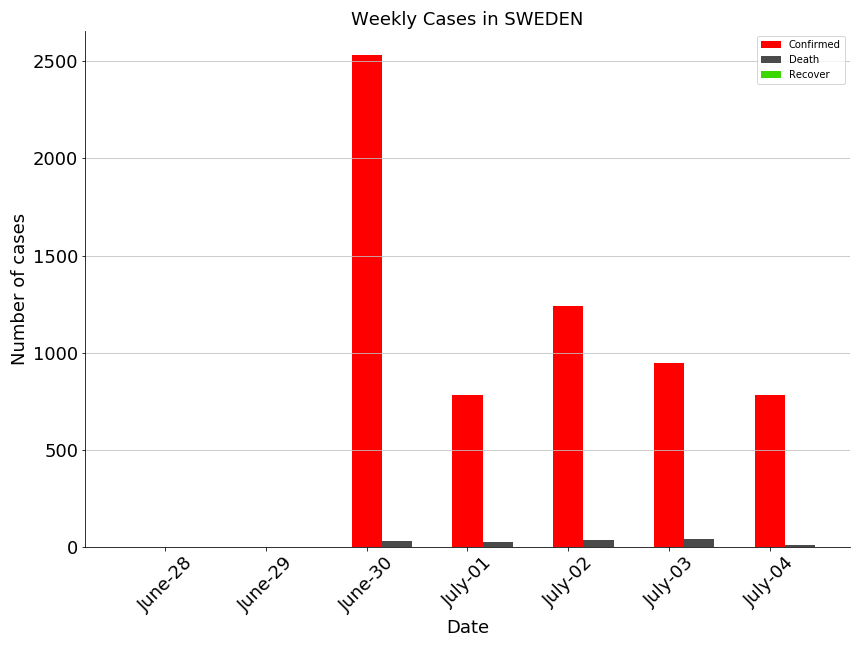 Weekly Cases in SWEDEN
Confirmed
Death
Recover
Number of cases
2500
2000
1500
1000
500
0
June-28
June-29
June-30
July-01
July-02
July-03
July-04
Date